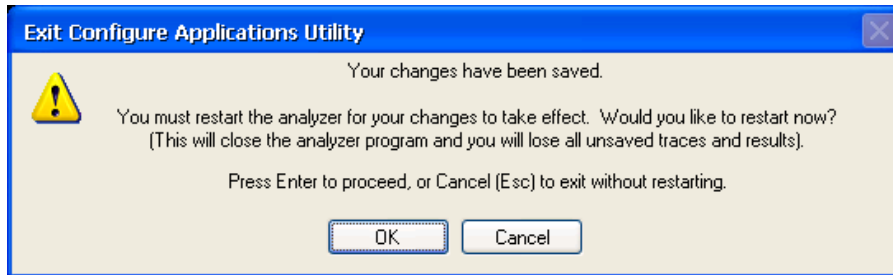 Exit Configure Applications Utility
Your changes have been saved.
You must restart the analyzer for your changes to take effect.  Would you like to restart now?
(This will close the analyzer program and you will lose all unsaved traces and results).
Press Enter to proceed, or Cancel (Esc) to exit without restarting.
OK
Cancel